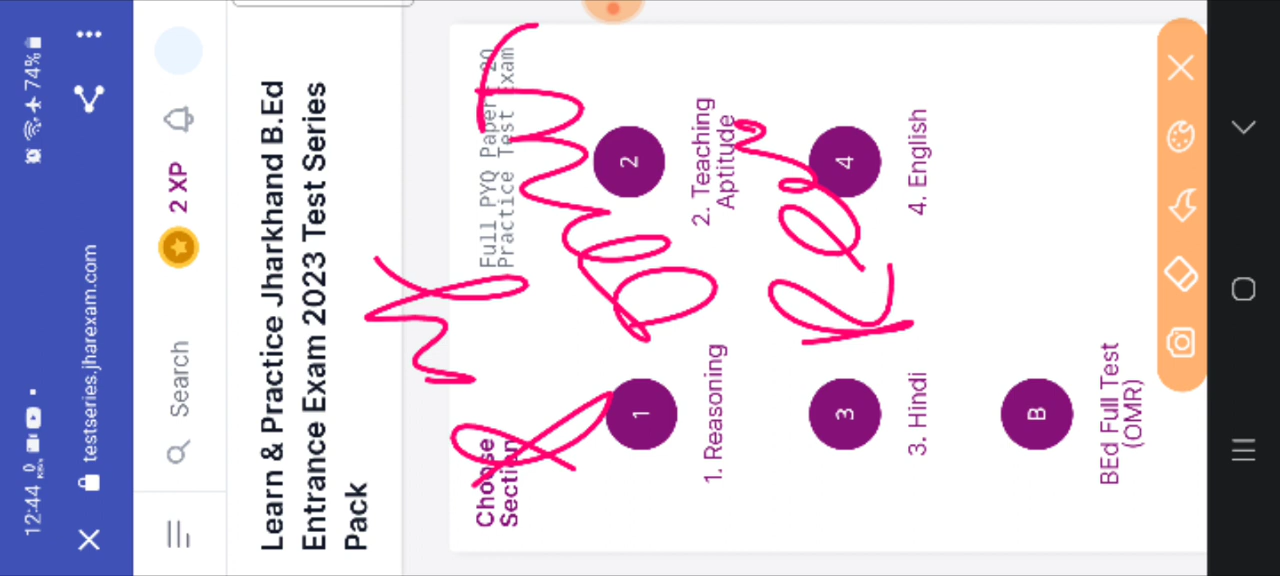 12:44 0 KB/s 74%
testseries.jharexam.com
Search 2 XP
Learn & Practice Jharkhand B.Ed
Entrance Exam 2023 Test Series
Pack
Choose
Section
Full PYQ Paper 20
Practice Test Exam
1
2
1. Reasoning
2. Teaching
Aptitude
3
4
3. Hindi
4. English
B
BEd Full Test
(OMR)